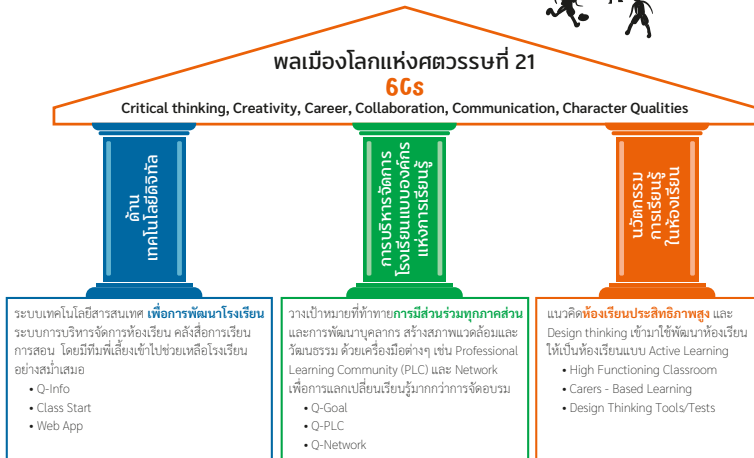 พลเมืองโลกแห่งศตวรรษที่ 21
6Cs
Critical thinking, Creativity, Career, Collaboration, Communication, Character Qualities
ด้าน
เทคโนโลยีดิจิทัล
การบริหารจัดการ
โรงเรียนแบบองค์กร
แห่งการเรียนรู้
นวัตกรรม
การเรียนรู้
ในห้องเรียน
ระบบเทคโนโลยีสารสนเทศ เพื่อการพัฒนาโรงเรียน
ระบบการบริหารจัดการห้องเรียน คลังสื่อการเรียน
การสอน โดยมีทีมพี่เลี้ยงเข้าไปช่วยเหลือโรงเรียน
อย่างสม่ำเสมอ
• Q-Info
• Class Start
• Web App
วางเป้าหมายที่ท้าทายการมีส่วนร่วมทุกภาคส่วน
และการพัฒนาบุคลากร สร้างสภาพแวดล้อมและ
วัฒนธรรม ด้วยเครื่องมือต่างๆ เช่น Professional
Learning Community (PLC) และ Network
เพื่อการแลกเปลี่ยนเรียนรู้มากกว่าการจัดอบรม
• Q-Goal
• Q-PLC
• Q-Network
แนวคิดห้องเรียนประสิทธิภาพสูง และ
Design thinking เข้ามาใช้พัฒนาห้องเรียน
ให้เป็นห้องเรียนแบบ Active Learning
• High Functioning Classroom
• Carers - Based Learning
• Design Thinking Tools/Tests